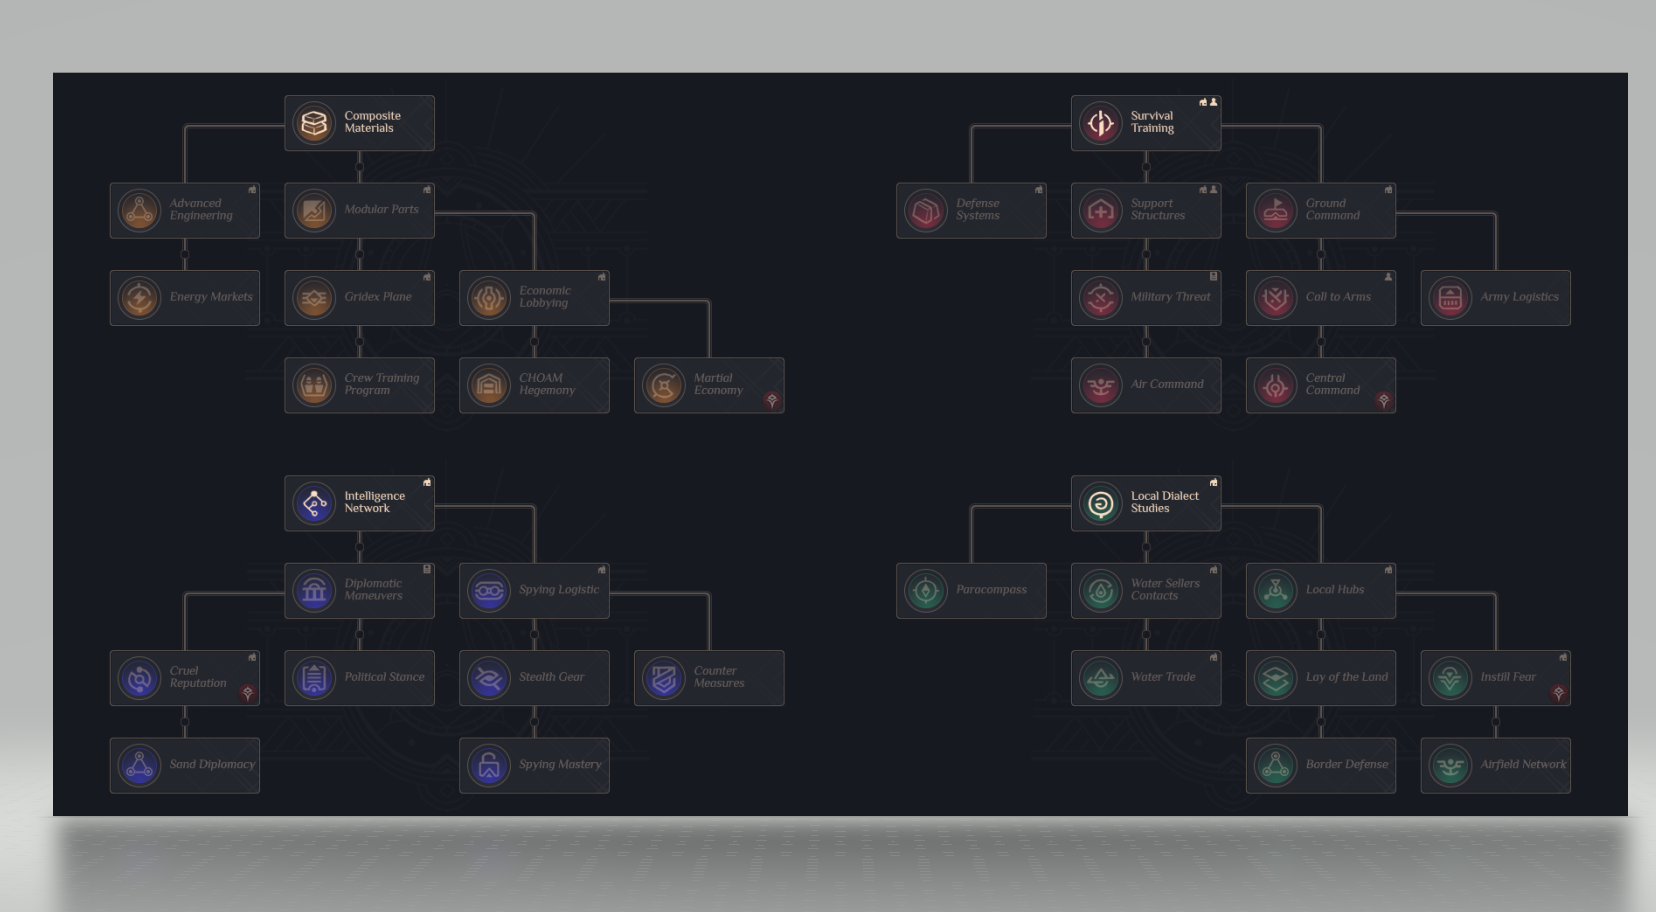 Composite
Materials
Advanced
Engineering
Modular Parts
Energy Markets
Gridex Plane
Economic
Lobbying
Crew Training
Program
CHOAM
Hegemony
Martial
Economy
Survival
Training
Defense
Systems
Support
Structures
Ground
Command
Military Threat
Call to Arms
Army Logistics
Air Command
Central
Command
Intelligence
Network
Diplomatic
Maneuvers
Spying Logistic
Cruel
Reputation
Political Stance
Stealth Gear
Counter
Measures
Sand Diplomacy
Spying Mastery
Local Dialect
Studies
Paracompass
Water Sellers
Contacts
Local Hubs
Water Trade
Lay of the Land
Instill Fear
Border Defense
Airfield Network